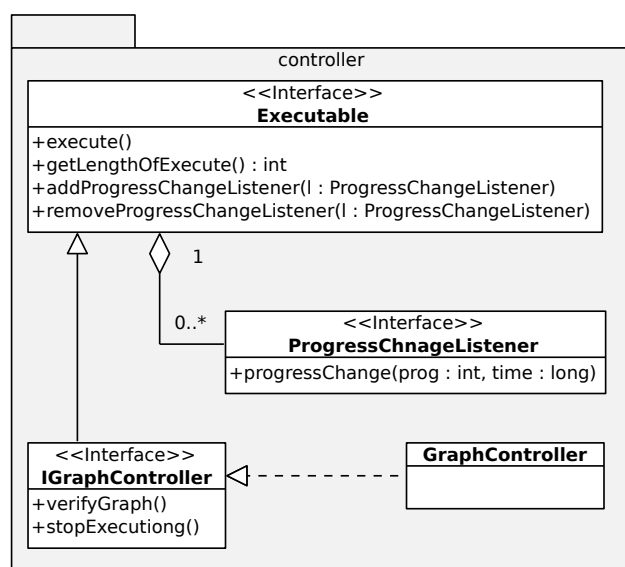 controller
<<Interface>>
Executable
+execute()
+getLengthOfExecute() : int
+addProgressChangeListener(l : ProgressChangeListener)
+removeProgressChangeListener(l : ProgressChangeListener)
1
0..*
<<Interface>>
ProgressChnageListener
+progressChange(prog : int, time : long)
<<Interface>>
IGraphController
+verifyGraph()
+stopExecutiong()
GraphController